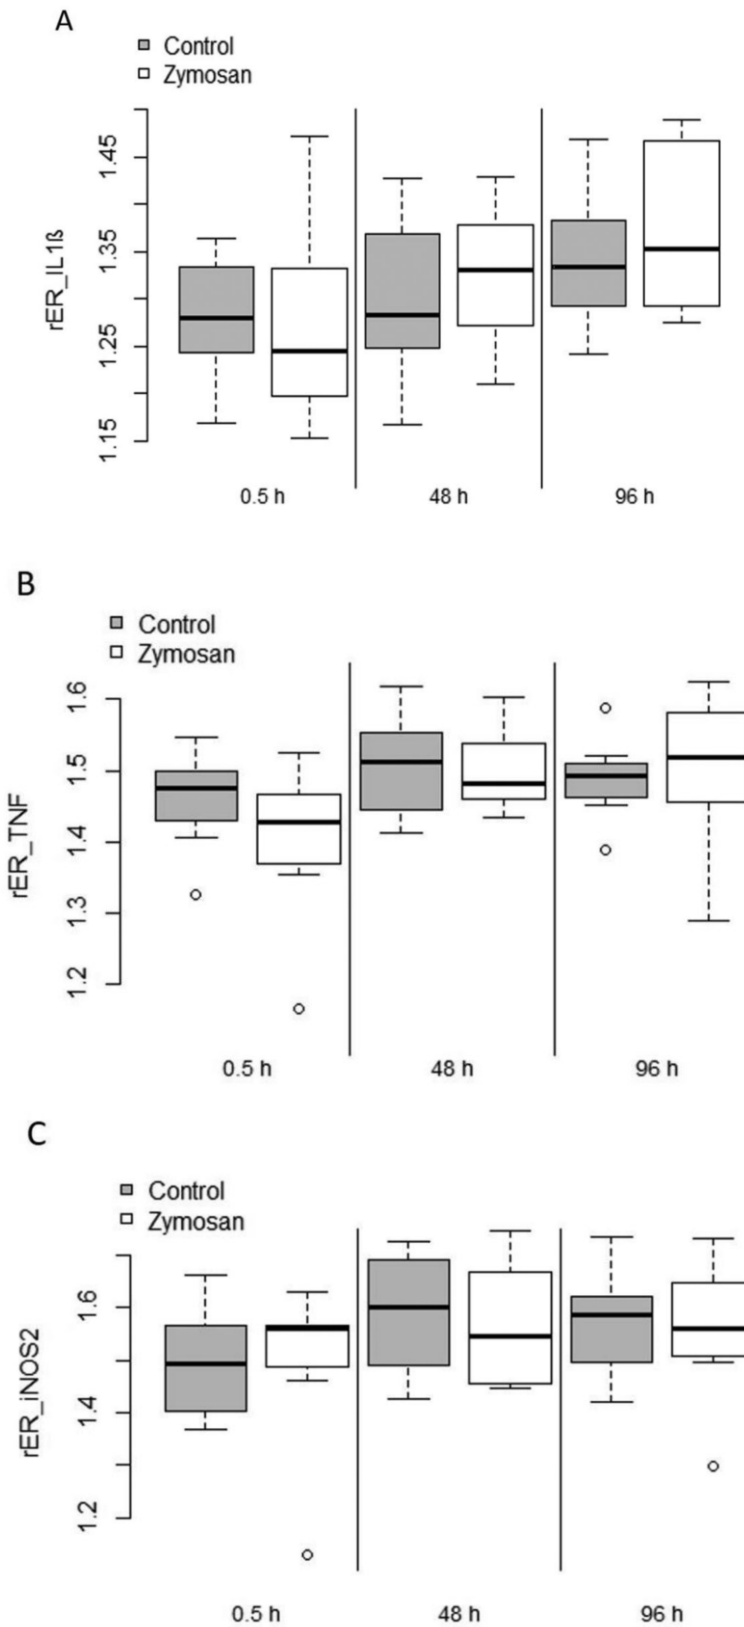 A
Control
Zymosan
rER_IL1ß
1.45
1.35
1.25
1.15
0.5 h 48 h 96 h
B
Control
Zymosan
rER_TNF
1.6
1.5
1.4
1.3
1.2
0.5 h 48 h 96 h
C
Control
Zymosan
rER_iNOS2
1.6
1.4
1.2
0.5 h 48 h 96 h